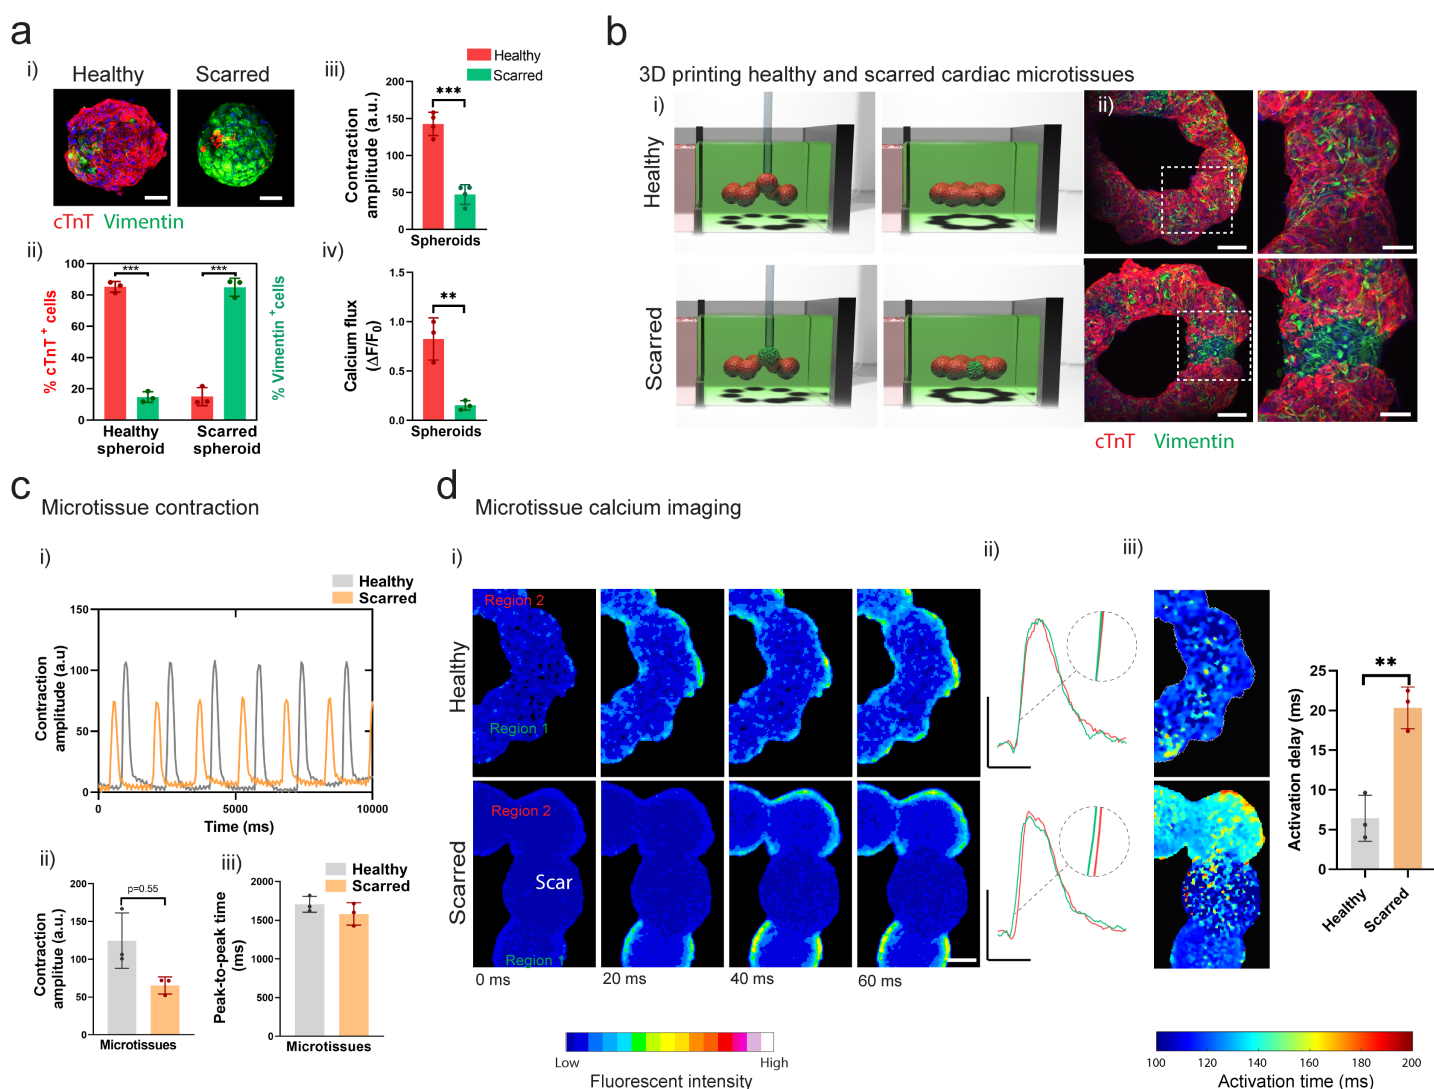 a
i)
Healthy
Scarred
cTnT Vimentin
ii)
100
80
60
40
20
0
% cTnT + cells
% Vimentin + cells
***
***
Healthy spheroid
Scarred spheroid
iii)
Healthy
Scarred
200
150
100
50
0
Contraction amplitude (a.u.)
***
Spheroids
iv)
1.5
1.0
0.5
0.0
Calcium flux (ΔF/F0)
**
Spheroids
b
3D printing healthy and scarred cardiac microtissues
i)
ii)
Healthy
Scarred
cTnT Vimentin
c
Microtissue contraction
i)
Healthy
Scarred
150
100
50
0
Contraction amplitude (a.u)
0
5000
10000
Time (ms)
ii)
200
150
100
50
0
Contraction amplitue (a.u.)
p=0.55
Microtissues
iii)
Healthy
Scarred
2000
1500
1000
500
0
Peak-to-peak time (ms)
Microtissues
d
Microtissue calcium imaging
i)
Healthy
Region 2
Region 1
Scarred
Region 2
Scar
Region 1
0 ms
20 ms
40 ms
60 ms
Low
High
Fluorescent intensity
ii)
iii)
25
20
15
10
5
0
Activation delay (ms)
**
Healthy
Scarred
100
120
140
160
180
200
Activation time (ms)